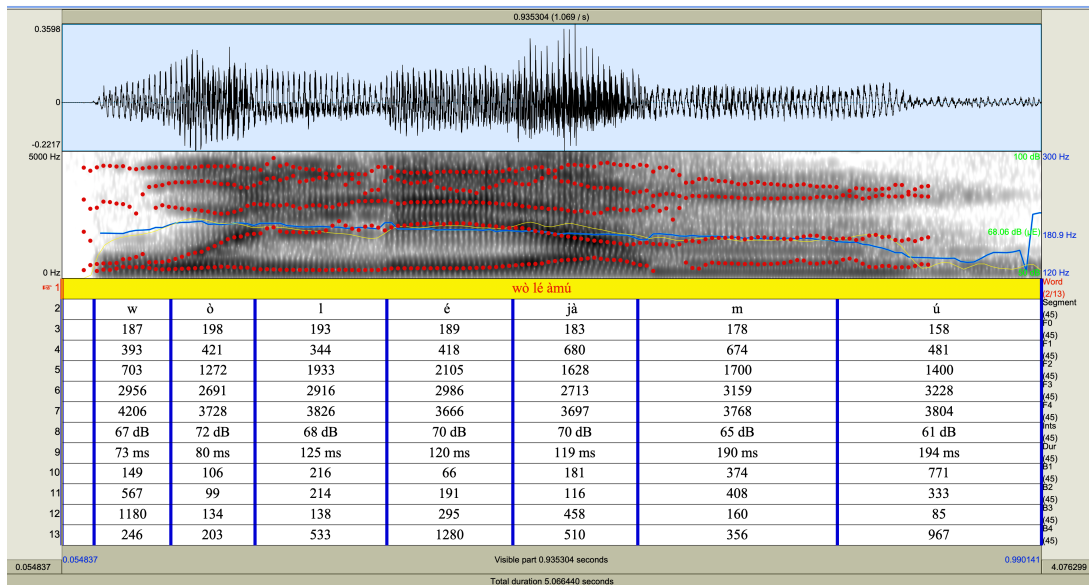 0.935304 (1.069 / s)
0.3598
0
-0.2217
5000 Hz 100 dB 300 Hz
68.06 dB (µE) 180.9 Hz
0 Hz 120 Hz
☞ 1 wò lé àmú Word (2/13)
2 w ò l é jà m ú Segment (45)
3 187 198 193 189 183 178 158 F0 (45)
4 393 421 344 418 680 674 481 F1 (45)
5 703 1272 1933 2105 1628 1700 1400 F2 (45)
6 2956 2691 2916 2986 2713 3159 3228 F3 (45)
7 4206 3728 3826 3666 3697 3768 3804 F4 (45)
8 67 dB 72 dB 68 dB 70 dB 70 dB 65 dB 61 dB Ints (45)
9 73 ms 80 ms 125 ms 120 ms 119 ms 190 ms 194 ms Dur (45)
10 149 106 216 66 181 374 771 B1 (45)
11 567 99 214 191 116 408 333 B2 (45)
12 1180 134 138 295 458 160 85 B3 (45)
13 246 203 533 1280 510 356 967 B4 (45)
0.054837 Visible part 0.935304 seconds 0.990141
0.054837 4.076299
Total duration 5.066440 seconds